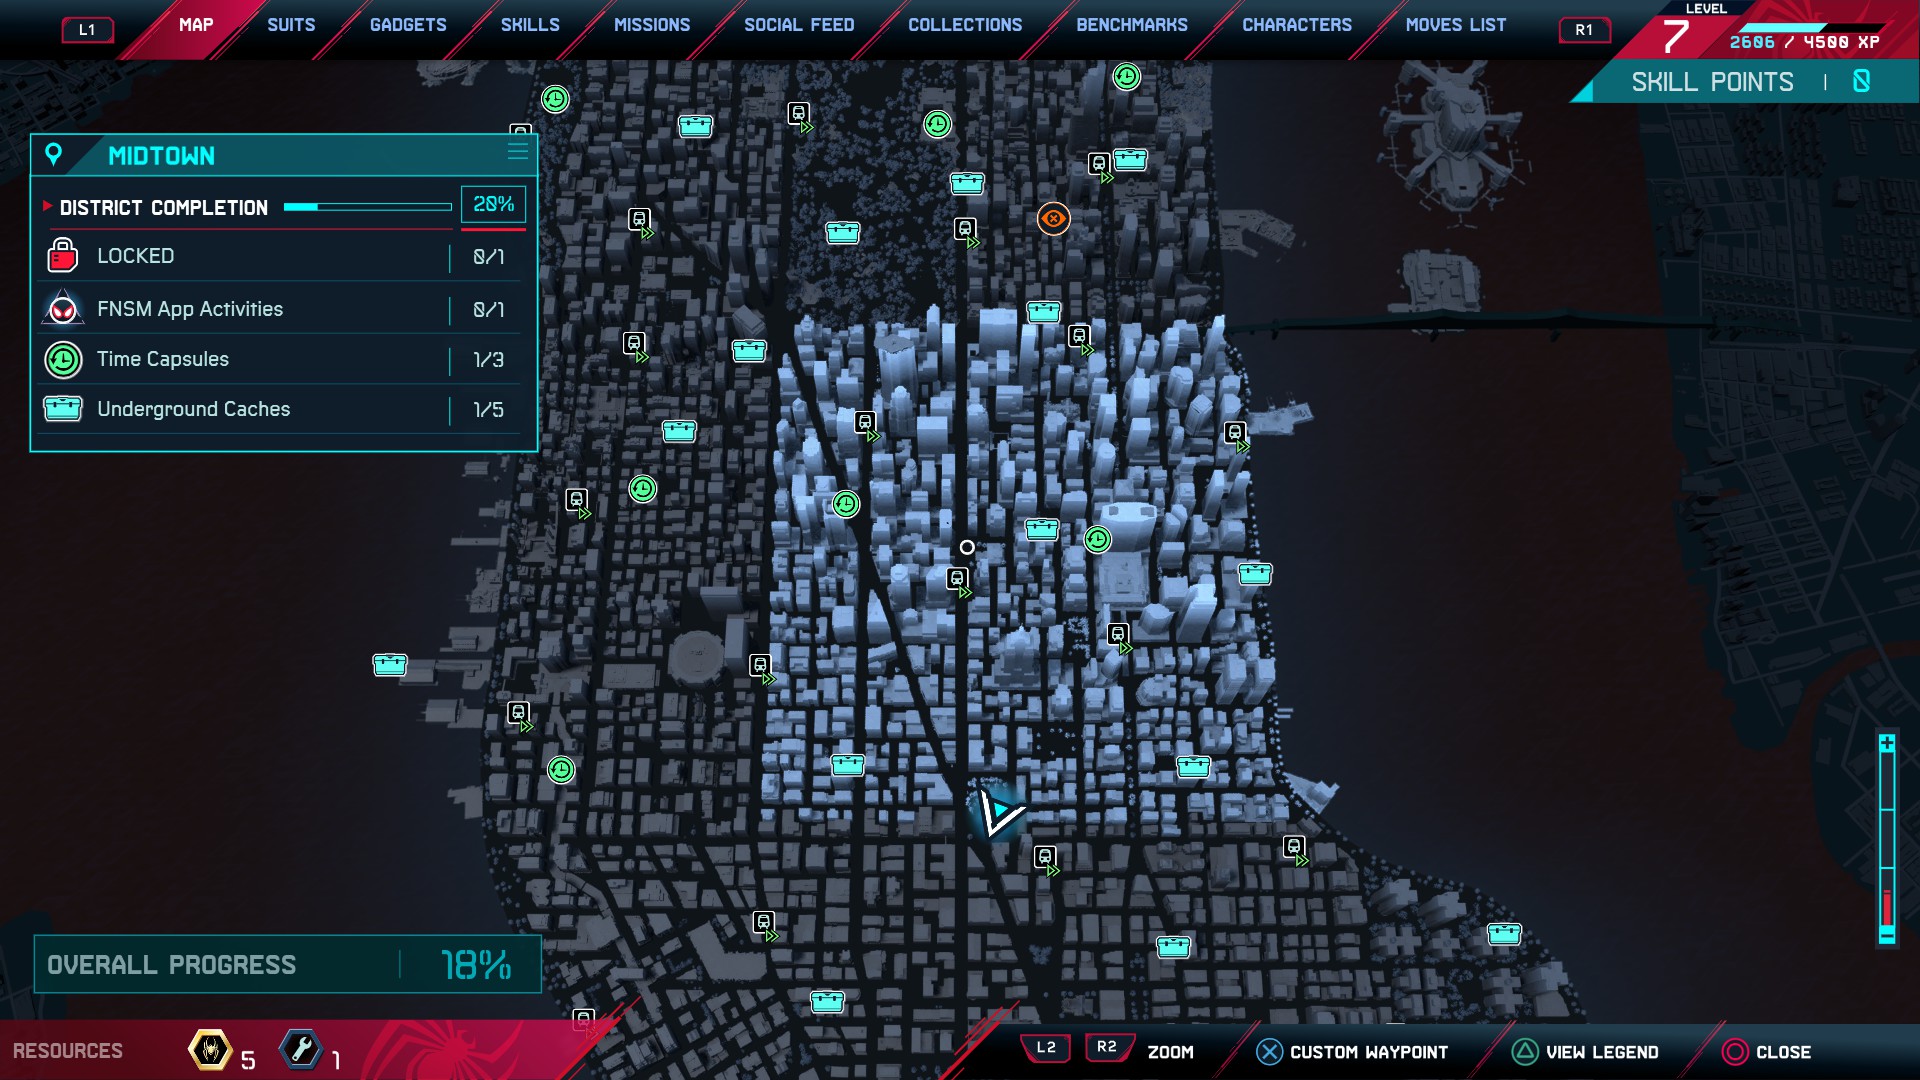 L1 MAP SUITS GADGETS SKILLS MISSIONS SOCIAL FEED COLLECTIONS BENCHMARKS CHARACTERS MOVES LIST R1
LEVEL
7
2606 / 4500 XP
SKILL POINTS | 0
MIDTOWN
DISTRICT COMPLETION 20%
LOCKED 0/1
FNSM App Activities 0/1
Time Capsules 1/3
Underground Caches 1/5
OVERALL PROGRESS 18%
RESOURCES 5 1
L2 R2 ZOOM CUSTOM WAYPOINT VIEW LEGEND CLOSE